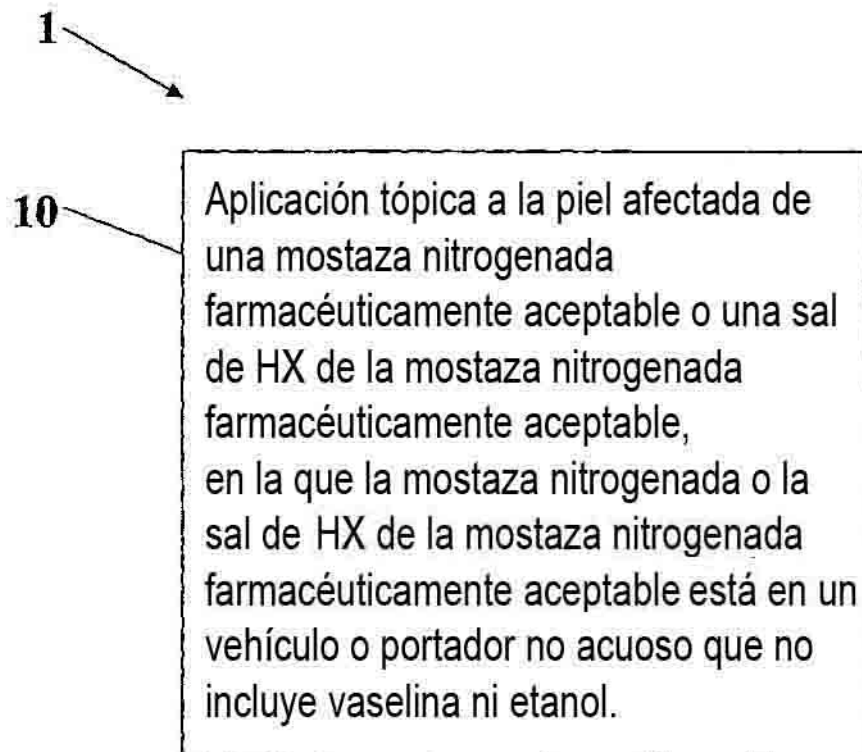 1
10
Aplicación tópica a la piel afectada de
una mostaza nitrogenada
farmacéuticamente aceptable o una sal
de HX de la mostaza nitrogenada
farmacéuticamente aceptable,
en la que la mostaza nitrogenada o la
sal de HX de la mostaza nitrogenada
farmacéuticamente aceptable está en un
vehículo o portador no acuoso que no
incluye vaselina ni etanol.